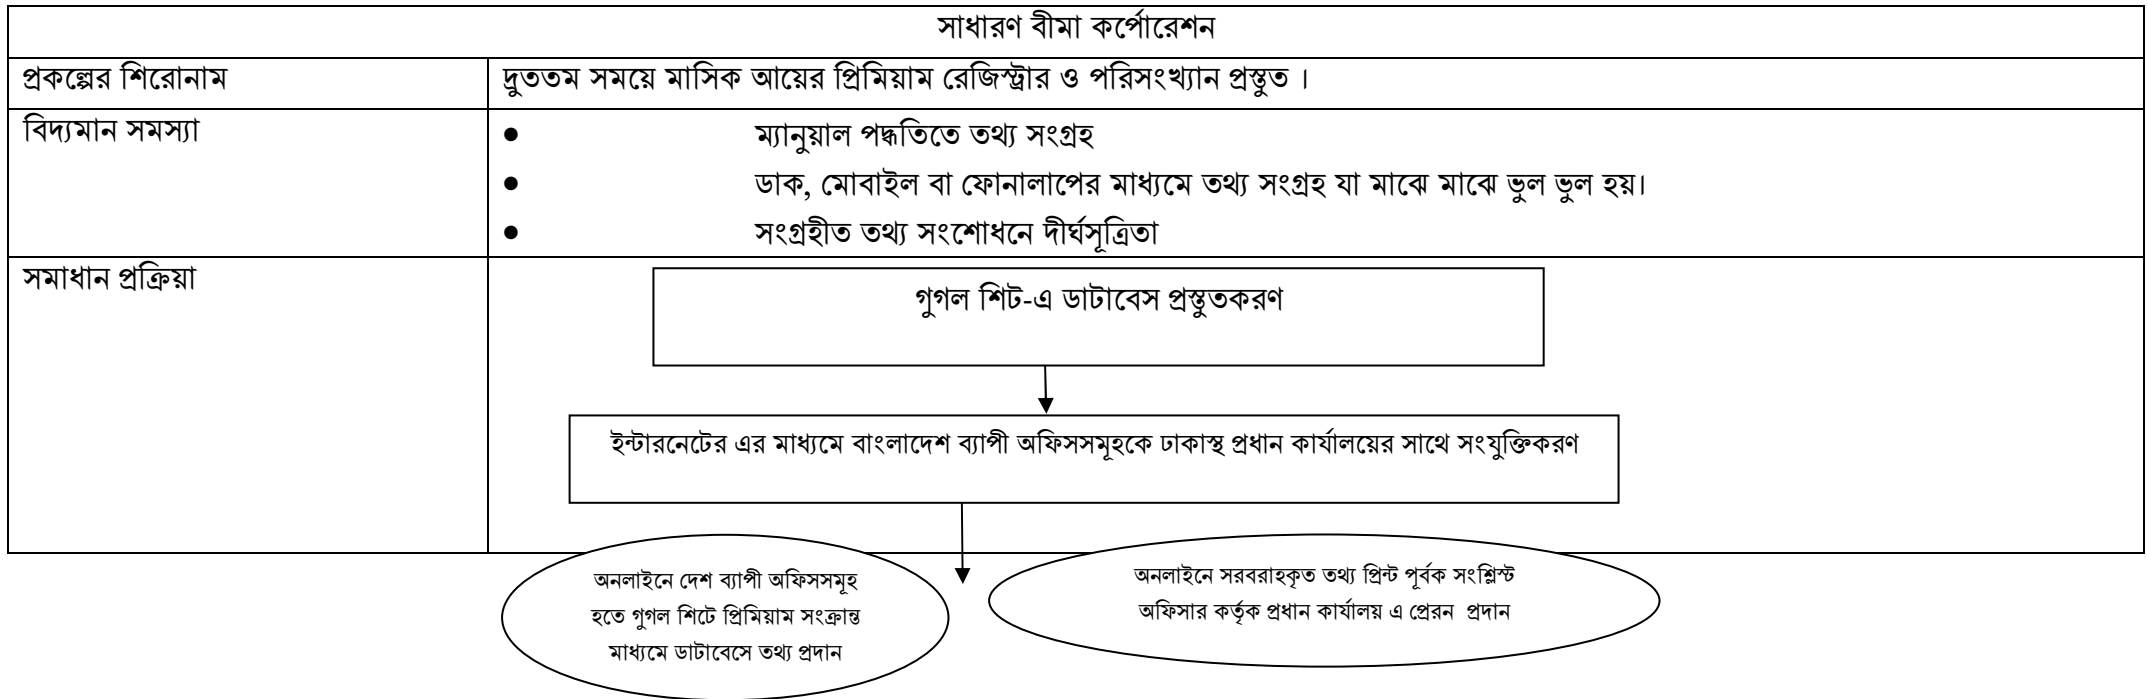 সাধারণ বীমা কর্পোরেশন
প্রকল্পের শিরোনাম
দ্রুততম সময়ে মাসিক আয়ের প্রিমিয়াম রেজিস্ট্রার ও পরিসংখ্যান প্রস্তুত ।
বিদ্যমান সমস্যা
● ম্যানুয়াল পদ্ধতিতে তথ্য সংগ্রহ
● ডাক, মোবাইল বা ফোনালাপের মাধ্যমে তথ্য সংগ্রহ যা মাঝে মাঝে ভুল ভুল হয়।
● সংগ্রহীত তথ্য সংশোধনে দীর্ঘসূত্রিতা
সমাধান প্রক্রিয়া
গুগল শিট-এ ডাটাবেস প্রস্তুতকরণ
ইন্টারনেটের এর মাধ্যমে বাংলাদেশ ব্যাপী অফিসসমূহকে ঢাকাস্থ প্রধান কার্যালয়ের সাথে সংযুক্তিকরণ
অনলাইনে দেশ ব্যাপী অফিসসমূহ
হতে গুগল শিটে প্রিমিয়াম সংক্রান্ত
মাধ্যমে ডাটাবেসে তথ্য প্রদান
অনলাইনে সরবরাহকৃত তথ্য প্রিন্ট পূর্বক সংশ্লিস্ট
অফিসার কর্তৃক প্রধান কার্যালয় এ প্রেরন প্রদান